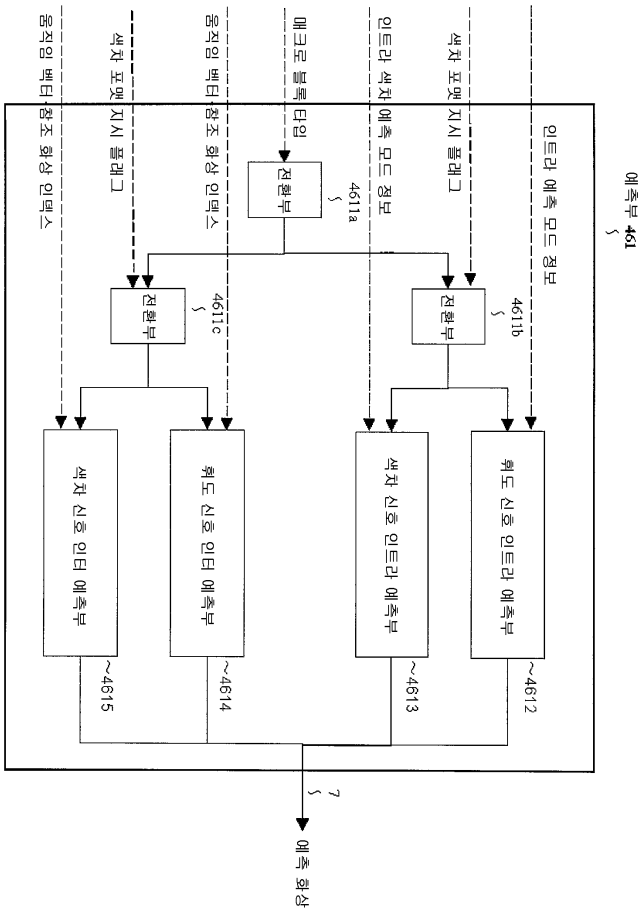 예측부 461
인트라 예측 모드 정보
색차 포맷 지시 플래그
인트라 색차 예측 모드 정보
매크로 블록 타입
움직임 벡터·참조 화상 인덱스
색차 포맷 지시 플래그
움직임 벡터·참조 화상 인덱스
4611a
전환부
4611b
전환부
4611c
전환부
휘도 신호 인트라 예측부
4612
색차 신호 인트라 예측부
4613
휘도 신호 인터 예측부
4614
색차 신호 인터 예측부
4615
7
예측 화상